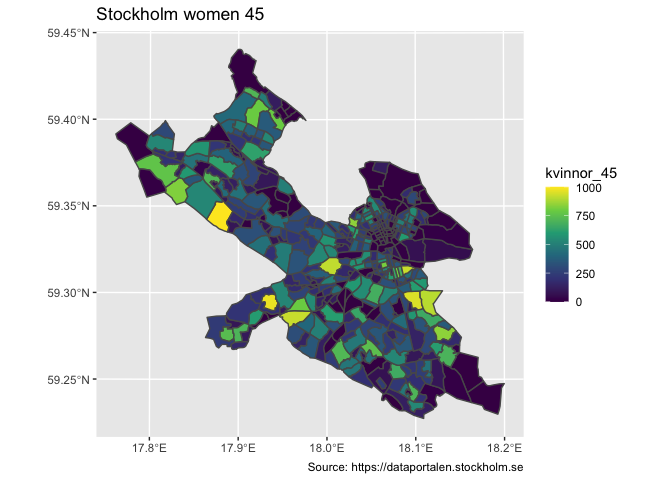 Stockholm women 45
59.45°N
59.40°N
59.35°N
59.30°N
59.25°N
17.8°E
17.9°E
18.0°E
18.1°E
18.2°E
kvinnor_45
1000
750
500
250
0
Source: https://dataportalen.stockholm.se